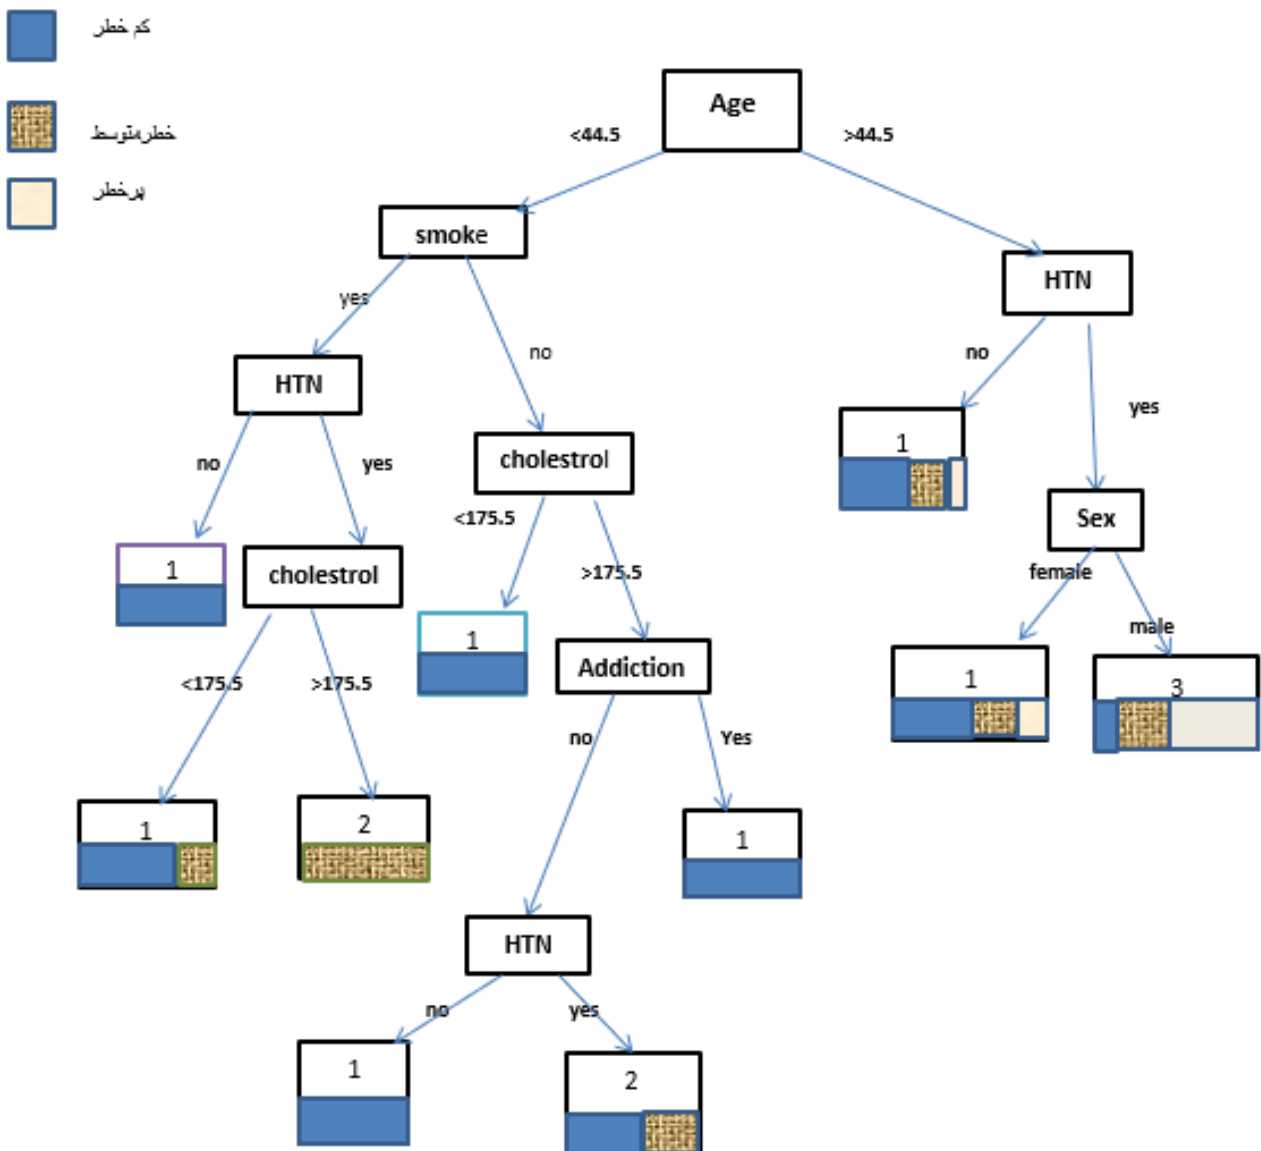 کم خطر
خطرمتوسط
پرخطر
Age
<44.5
>44.5
smoke
HTN
yes
no
HTN
no
yes
cholestrol
no
yes
1
<175.5
>175.5
Sex
1
cholestrol
1
female
male
Addiction
1
3
<175.5
>175.5
no
Yes
1
2
1
HTN
no
yes
1
2